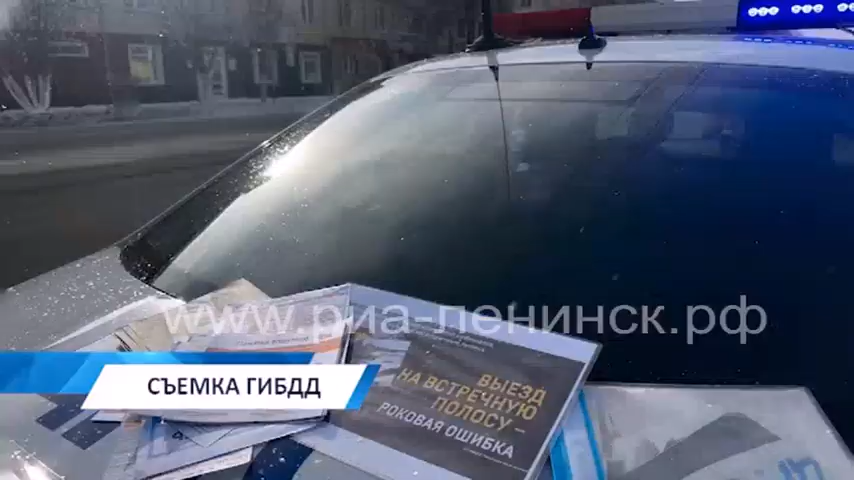 www.риа-ленинск.рф
ВЫЕЗД
НА ВСТРЕЧНУЮ
ПОЛОСУ –
РОКОВАЯ ОШИБКА
СЪЕМКА ГИБДД